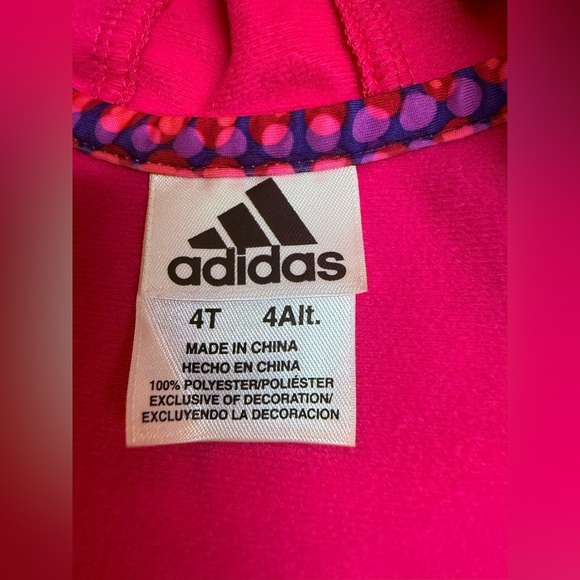 adidas
4T 4Alt.
MADE IN CHINA
HECHO EN CHINA
100% POLYESTER/POLIÉSTER
EXCLUSIVE OF DECORATION/
EXCLUYENDO LA DECORACION